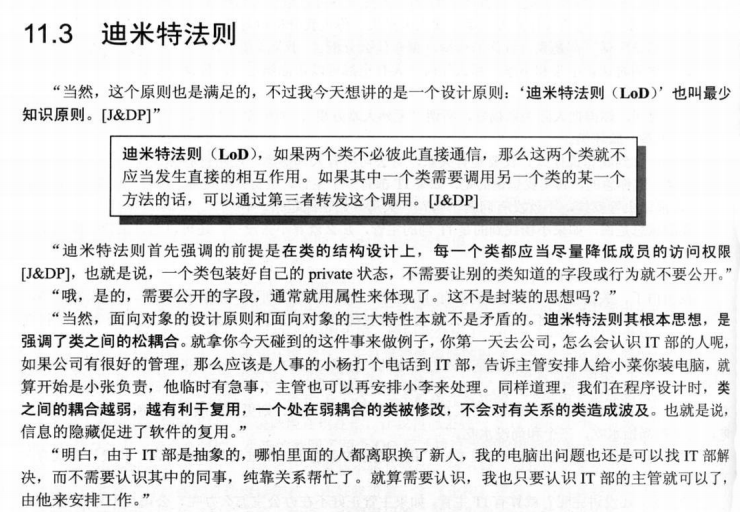 11.3 迪米特法则
“当然，这个原则也是满足的，不过我今天想讲的是一个设计原则：‘迪米特法则（LoD）’也叫最少
知识原则。[J&DP]”
迪米特法则（LoD），如果两个类不必彼此直接通信，那么这两个类就不
应当发生直接的相互作用。如果其中一个类需要调用另一个类的某一个
方法的话，可以通过第三者转发这个调用。[J&DP]
“迪米特法则首先强调的前提是在类的结构设计上，每一个类都应当尽量降低成员的访问权限
[J&DP]，也就是说，一个类包装好自己的 private 状态，不需要让别的类知道的字段或行为就不要公开。”
“哦，是的，需要公开的字段，通常就用属性来体现了。这不是封装的思想吗？”
“当然，面向对象的设计原则和面向对象的三大特性本就不是矛盾的。迪米特法则其根本思想，是
强调了类之间的松耦合。就拿你今天碰到的这件事来做例子，你第一天去公司，怎么会认识 IT 部的人呢，
如果公司有很好的管理，那么应该是人事的小杨打个电话到 IT 部，告诉主管安排人给小菜你装电脑，就
算开始是小张负责，他临时有急事，主管也可以再安排小李来处理。同样道理，我们在程序设计时，类
之间的耦合越弱，越有利于复用，一个处在弱耦合的类被修改，不会对有关系的类造成波及。也就是说，
信息的隐藏促进了软件的复用。”
“明白，由于 IT 部是抽象的，哪怕里面的人都离职换了新人，我的电脑出问题也还是可以找 IT 部解
决，而不需要认识其中的同事，纯靠关系帮忙了。就算需要认识，我也只要认识 IT 部的主管就可以了，
由他来安排工作。”